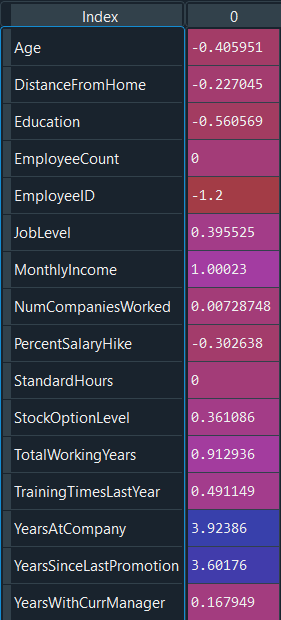 Index 0
Age -0.405951
DistanceFromHome -0.227045
Education -0.560569
EmployeeCount 0
EmployeeID -1.2
JobLevel 0.395525
MonthlyIncome 1.00023
NumCompaniesWorked 0.00728748
PercentSalaryHike -0.302638
StandardHours 0
StockOptionLevel 0.361086
TotalWorkingYears 0.912936
TrainingTimesLastYear 0.491149
YearsAtCompany 3.92386
YearsSinceLastPromotion 3.60176
YearsWithCurrManager 0.167949